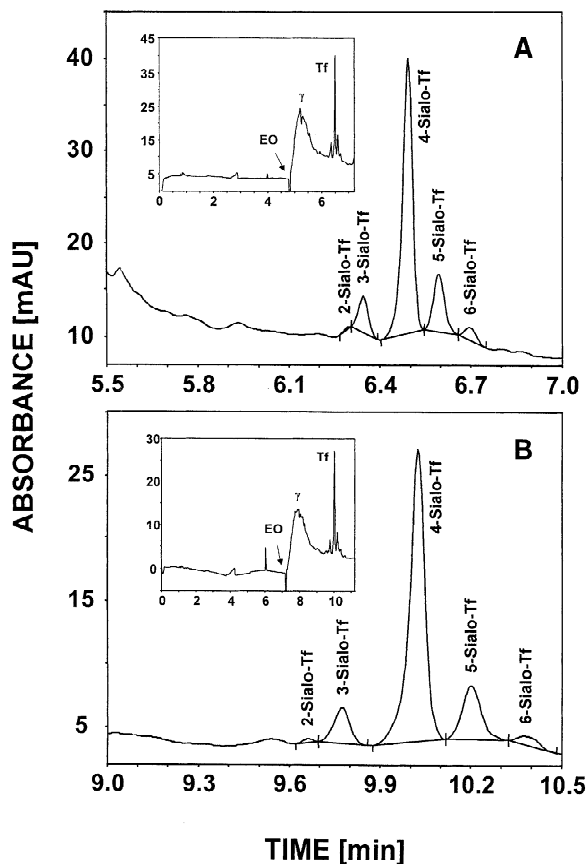 ABSORBANCE [mAU]
A
40
30
20
10
5.5
5.8
6.1
6.4
6.7
7.0
2-Sialo-Tf
3-Sialo-Tf
4-Sialo-Tf
5-Sialo-Tf
6-Sialo-Tf
45
35
25
15
5
0
2
4
6
EO
γ
Tf
B
25
15
5
9.0
9.3
9.6
9.9
10.2
10.5
2-Sialo-Tf
3-Sialo-Tf
4-Sialo-Tf
5-Sialo-Tf
6-Sialo-Tf
30
20
10
0
0
2
4
6
8
10
EO
γ
Tf
TIME [min]